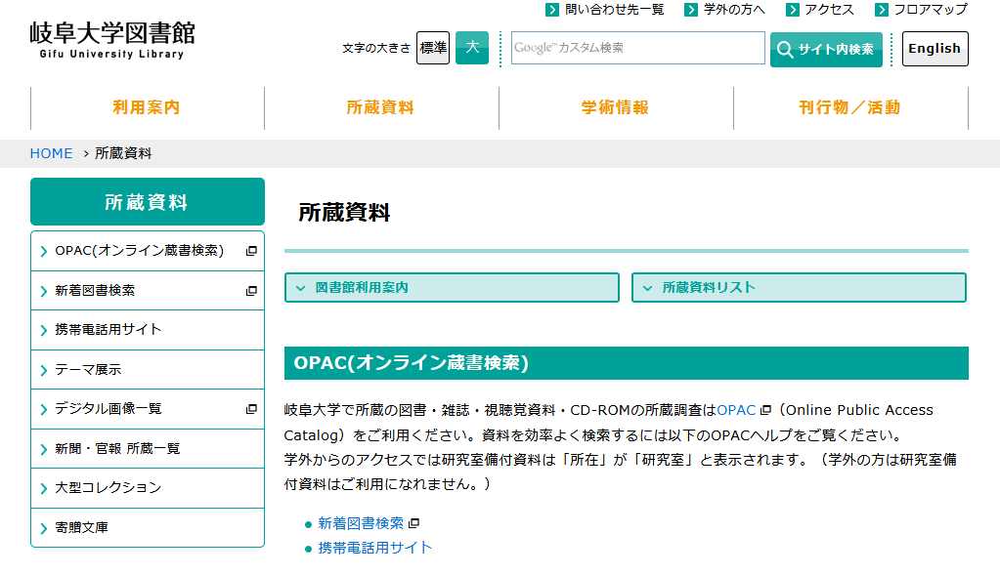 問い合わせ先一覧 学外の方へ アクセス フロアマップ
岐阜大学図書館
Gifu University Library
文字の大きさ 標準 大 Google™カスタム検索 サイト内検索 English
利用案内 所蔵資料 学術情報 刊行物／活動
HOME 所蔵資料
所蔵資料
OPAC(オンライン蔵書検索)
新着図書検索
携帯電話用サイト
テーマ展示
デジタル画像一覧
新聞・官報 所蔵一覧
大型コレクション
寄贈文庫
所蔵資料
図書館利用案内 所蔵資料リスト
OPAC(オンライン蔵書検索)
岐阜大学で所蔵の図書・雑誌・視聴覚資料・CD-ROMの所蔵調査はOPAC（Online Public Access
Catalog）をご利用ください。資料を効率よく検索するには以下のOPACヘルプをご覧ください。
学外からのアクセスでは研究室備付資料は「所在」が「研究室」と表示されます。（学外の方は研究室備
付資料はご利用になれません。）
新着図書検索
携帯電話用サイト